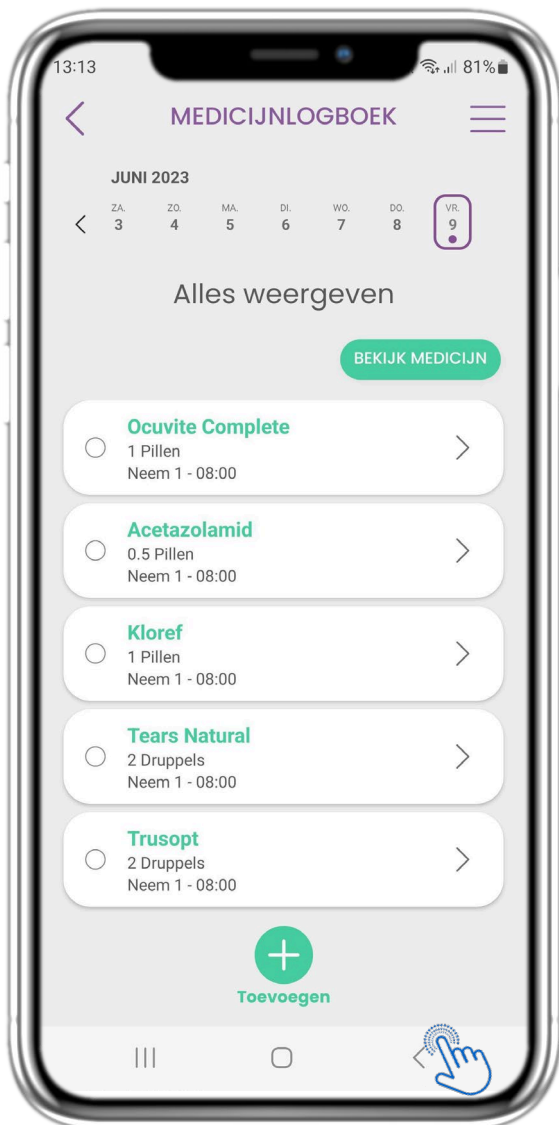 13:13 81%
MEDICIJNLOGBOEK
JUNI 2023
ZA. ZO. MA. DI. WO. DO. VR.
3 4 5 6 7 8 9
Alles weergeven
BEKIJK MEDICIJN
Ocuvite Complete
1 Pillen
Neem 1 - 08:00
Acetazolamid
0.5 Pillen
Neem 1 - 08:00
Kloref
1 Pillen
Neem 1 - 08:00
Tears Natural
2 Druppels
Neem 1 - 08:00
Trusopt
2 Druppels
Neem 1 - 08:00
Toevoegen